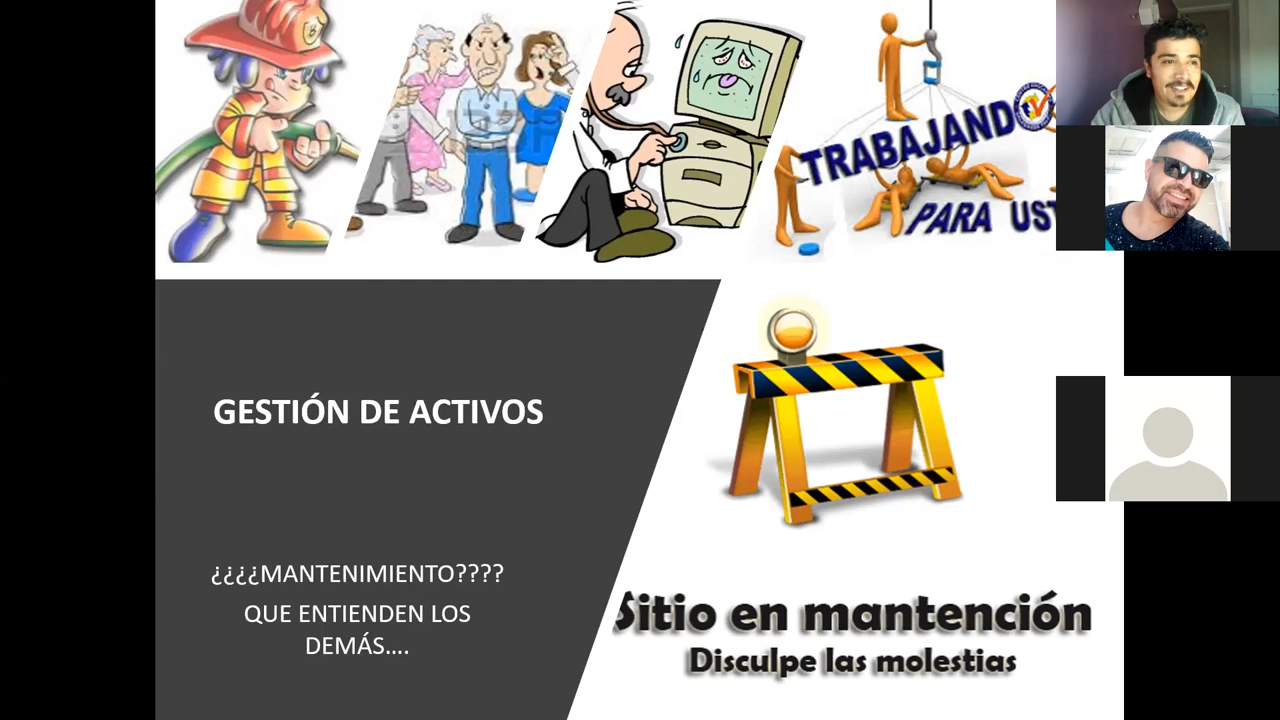 TRABAJANDO
PARA UST
GESTIÓN DE ACTIVOS
¿¿¿¿MANTENIMIENTO????
QUE ENTIENDEN LOS
DEMÁS....
Sitio en mantención
Disculpe las molestias